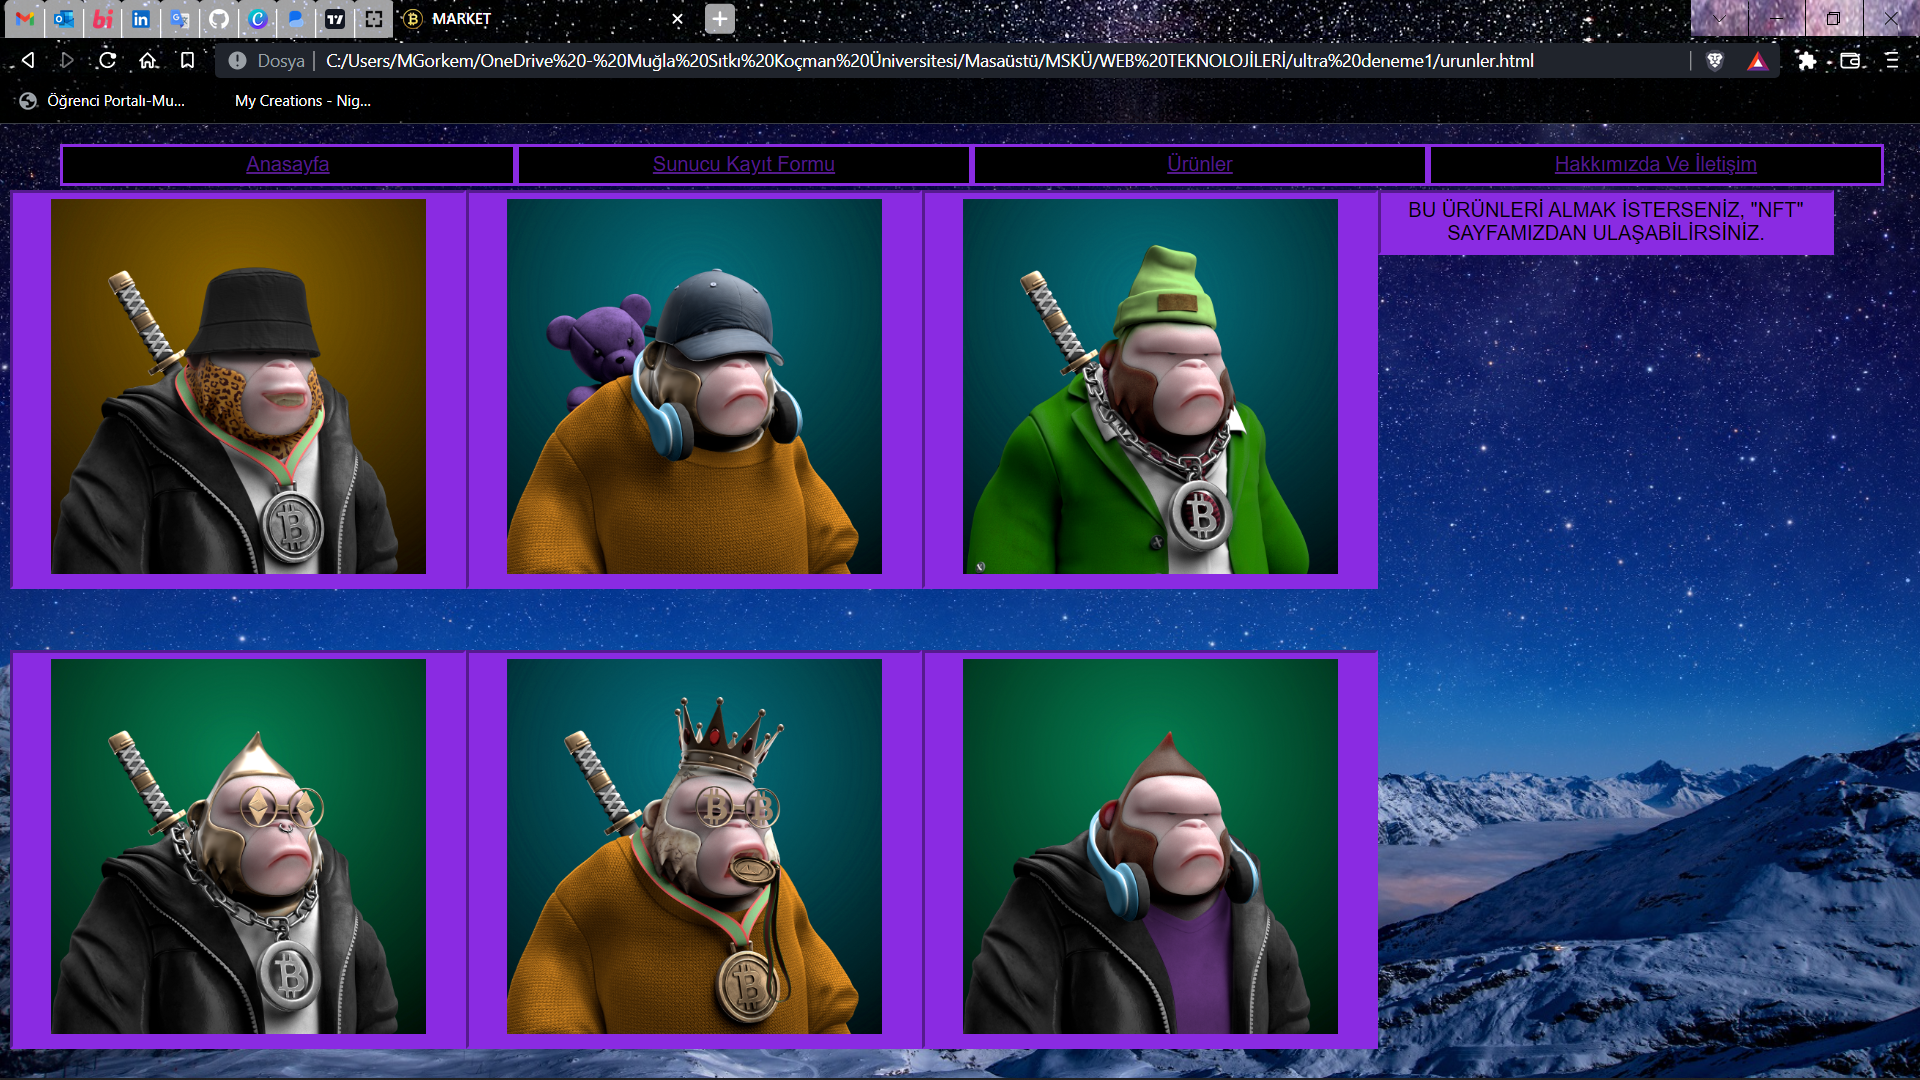 MARKET
Dosya | C:/Users/MGorkem/OneDrive%20-%20Muğla%20Sıtkı%20Koçman%20Üniversitesi/Masaüstü/MSKÜ/WEB%20TEKNOLOJİLERİ/ultra%20deneme1/urunler.html
Öğrenci Portalı-Mu... My Creations - Nig...
Anasayfa Sunucu Kayıt Formu Ürünler Hakkımızda Ve İletişim
BU ÜRÜNLERİ ALMAK İSTERSENİZ, "NFT"
SAYFAMIZDAN ULAŞABİLİRSİNİZ.